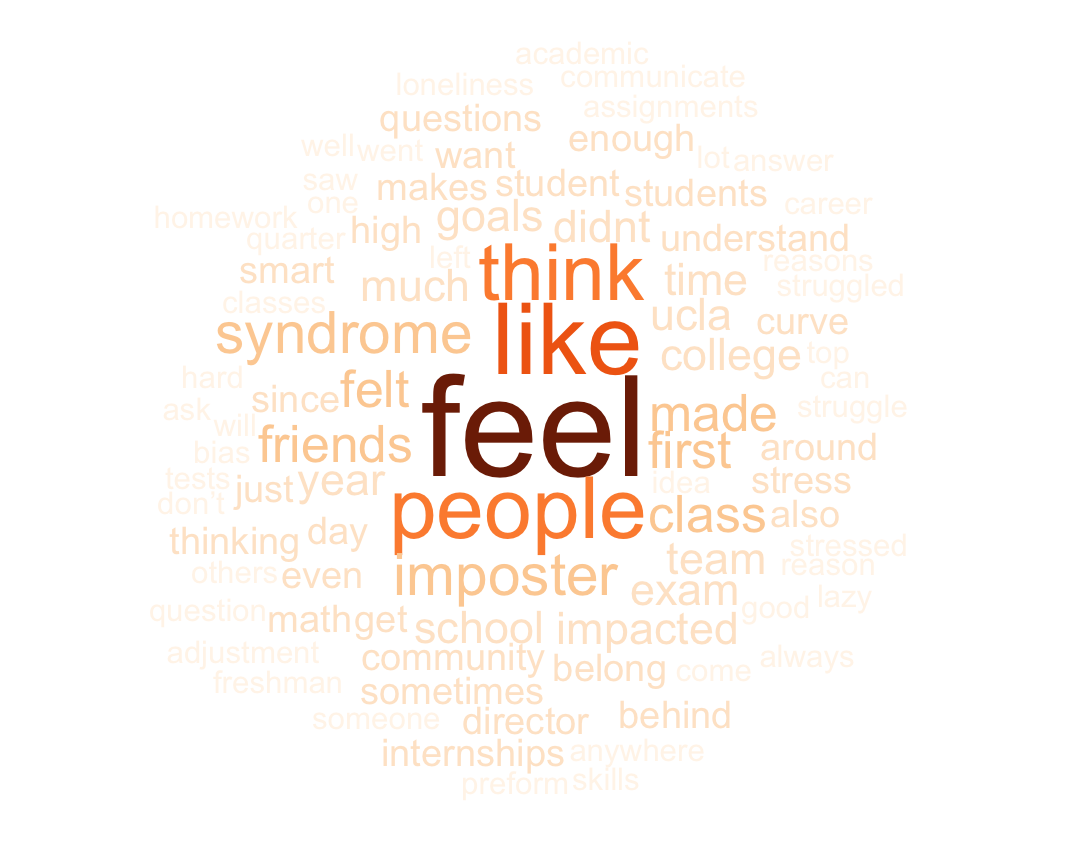 academic
loneliness communicate
assignments
questions enough
well went want lot answer
saw makes student students
one career
homework goals didnt
quarter high understand
left think reasons
smart much time struggled
classes like ucla curve
syndrome college top
hard felt can
since feel made struggle
ask will
friends first around
bias
tests year idea stress
don't just people class also
thinking day stressed
others even imposter team reason
exam good lazy
question math get school impacted
adjustment community belong come always
freshman sometimes
someone director behind
internships anywhere
preform skills